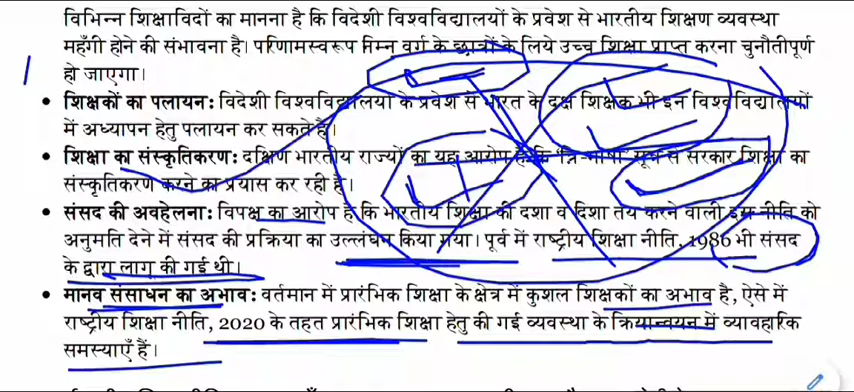 विभिन्न शिक्षाविदों का मानना है कि विदेशी विश्वविद्यालयों के प्रवेश से भारतीय शिक्षण व्यवस्था
महँगी होने की संभावना है। परिणामस्वरूप निम्न वर्ग के छात्रों के लिये उच्च शिक्षा प्राप्त करना चुनौतीपूर्ण
हो जाएगा।
• शिक्षकों का पलायन: विदेशी विश्वविद्यालयों के प्रवेश से भारत के दक्ष शिक्षक भी इन विश्वविद्यालयों
में अध्यापन हेतु पलायन कर सकते हैं।
• शिक्षा का संस्कृतिकरण: दक्षिण भारतीय राज्यों का यह आरोप है कि 'त्रि-भाषा' सूत्र से सरकार शिक्षा का
संस्कृतिकरण करने का प्रयास कर रही है।
• संसद की अवहेलना: विपक्ष का आरोप है कि भारतीय शिक्षा की दशा व दिशा तय करने वाली इस नीति को
अनुमति देने में संसद की प्रक्रिया का उल्लंघन किया गया। पूर्व में राष्ट्रीय शिक्षा नीति, 1986 भी संसद
के द्वारा लागू की गई थी।
• मानव संसाधन का अभाव: वर्तमान में प्रारंभिक शिक्षा के क्षेत्र में कुशल शिक्षकों का अभाव है, ऐसे में
राष्ट्रीय शिक्षा नीति, 2020 के तहत प्रारंभिक शिक्षा हेतु की गई व्यवस्था के क्रियान्वयन में व्यावहारिक
समस्याएँ हैं।